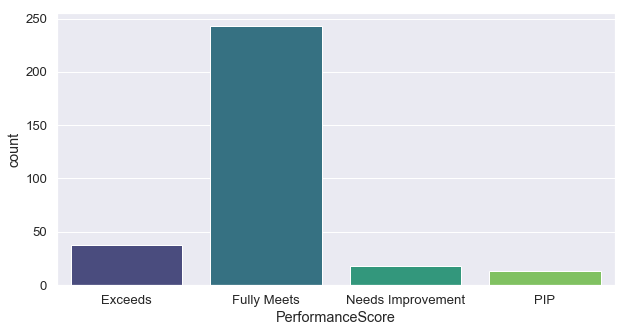 250
200
150
100
50
0
count
Exceeds
Fully Meets
Needs Improvement
PIP
PerformanceScore